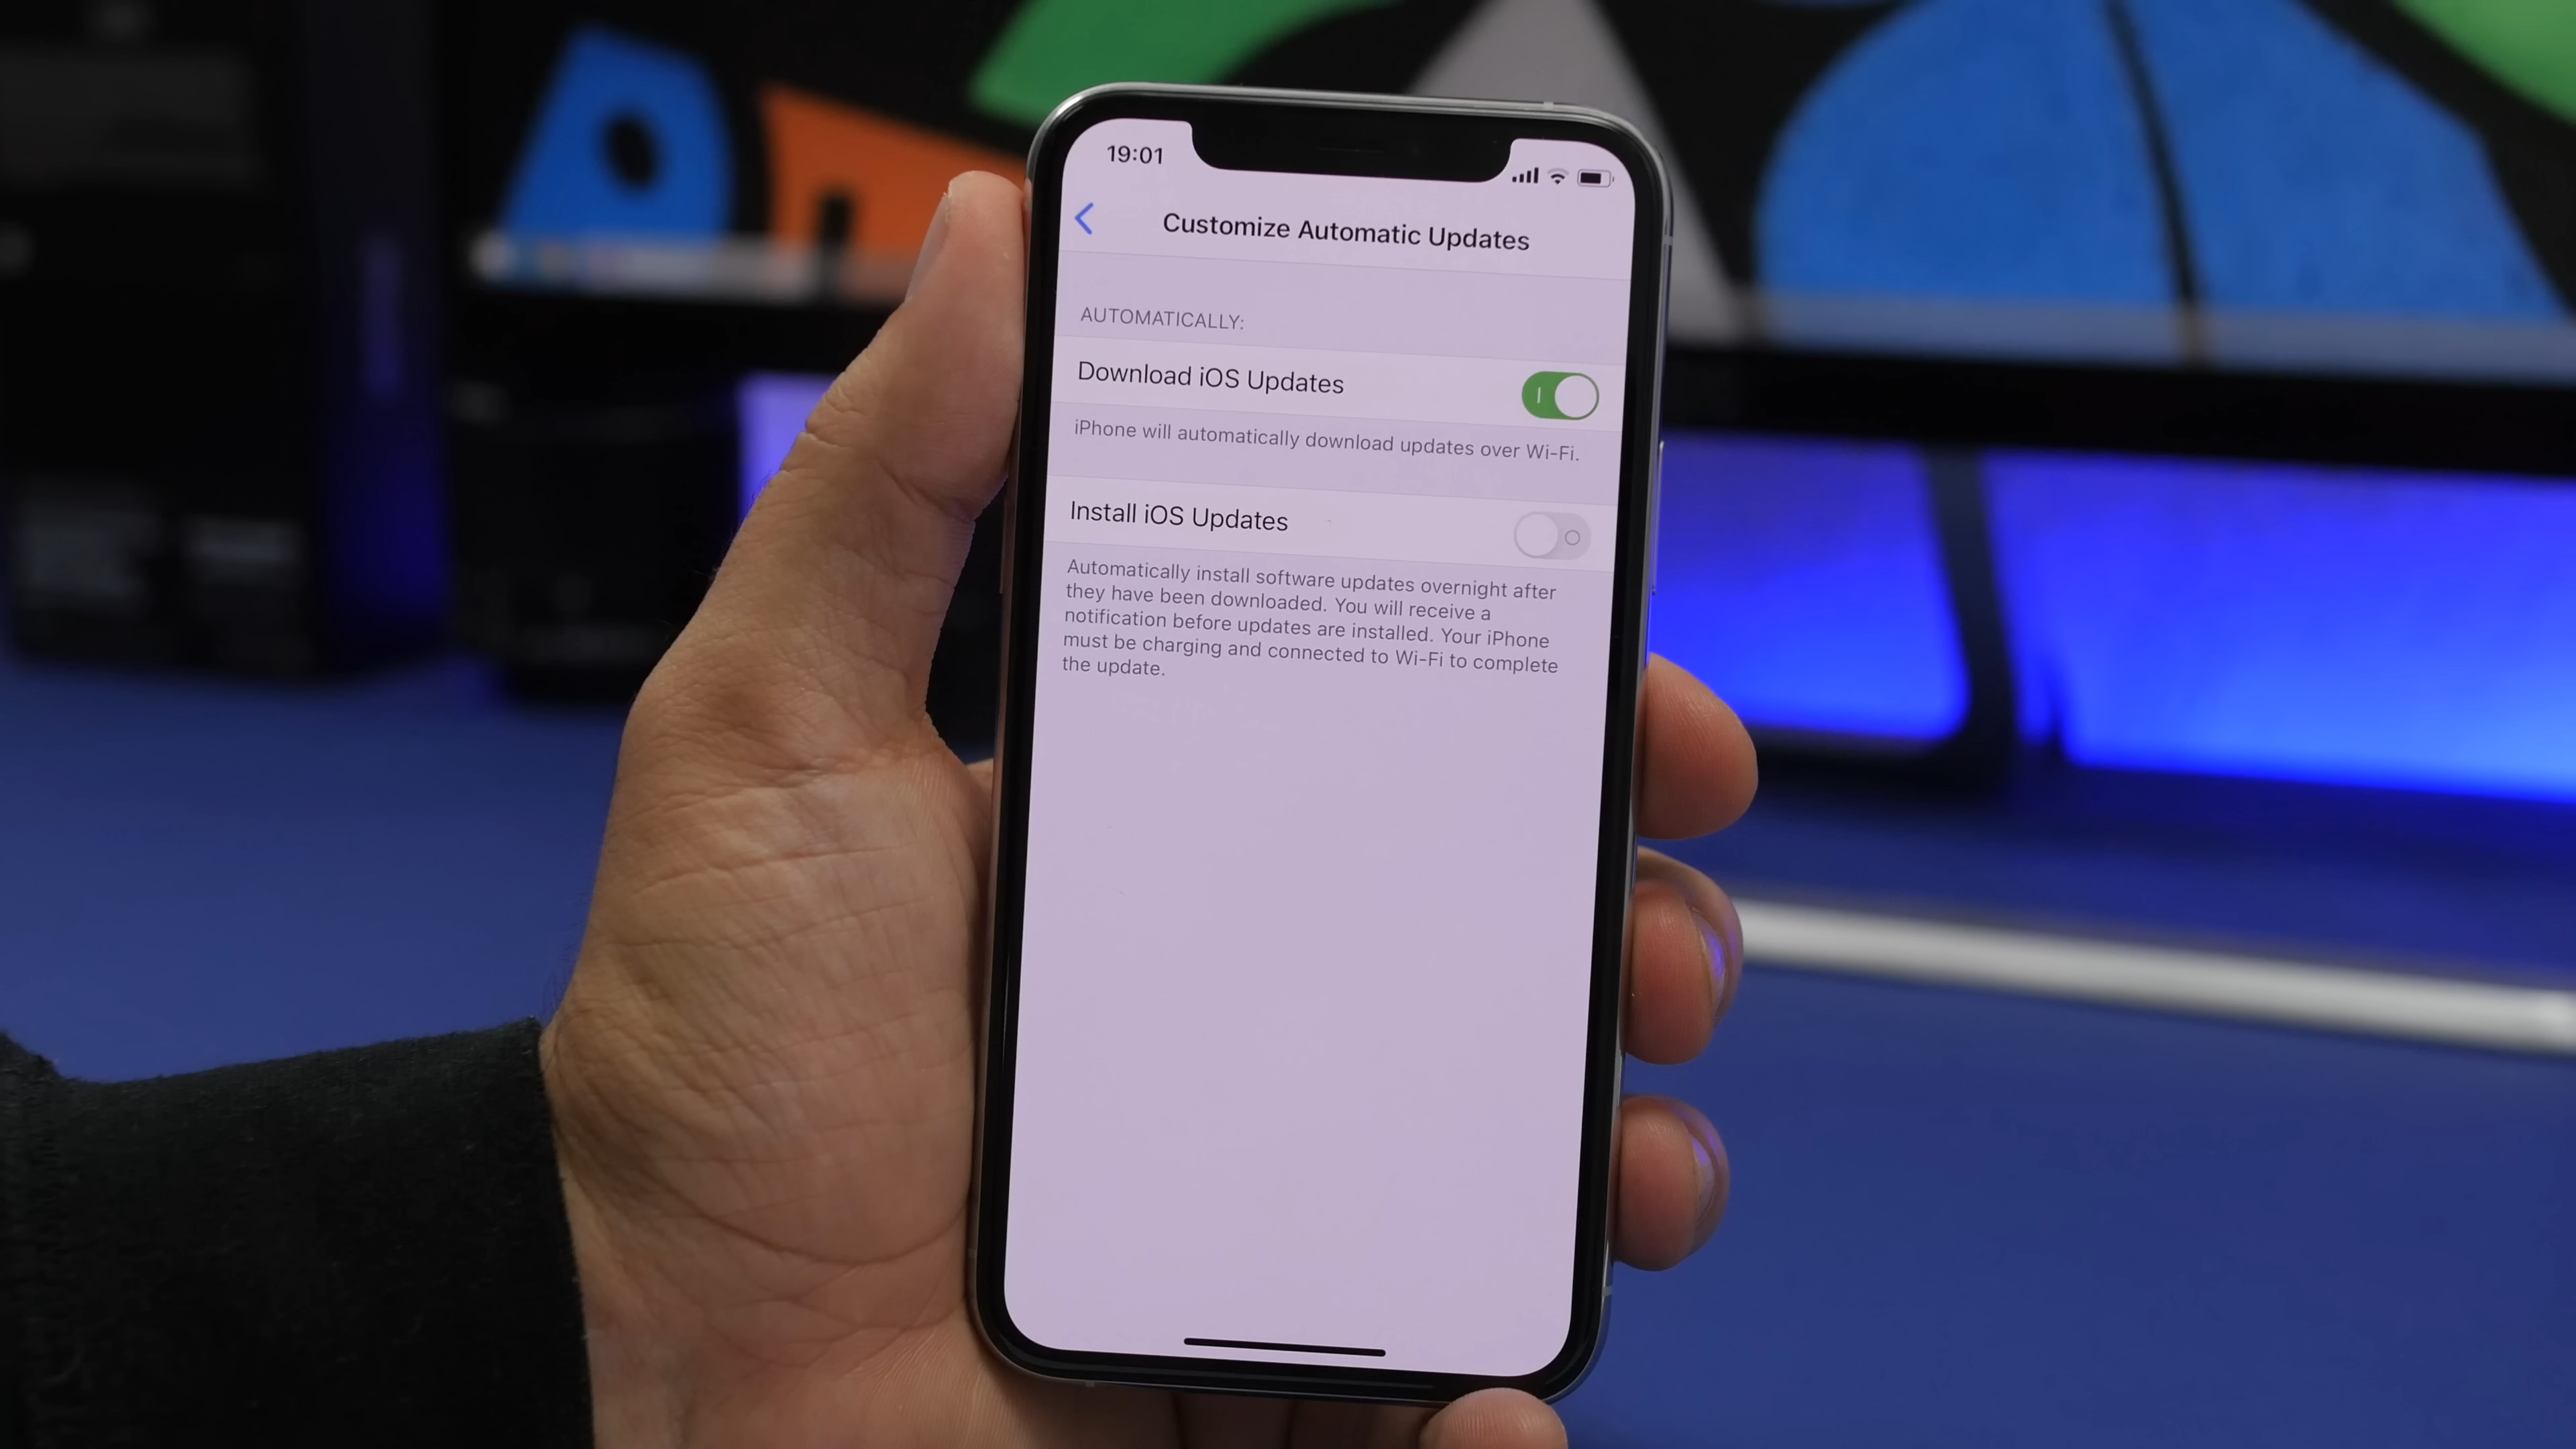 19:01
Customize Automatic Updates
AUTOMATICALLY:
Download iOS Updates
iPhone will automatically download updates over Wi-Fi.
Install iOS Updates
Automatically install software updates overnight after
they have been downloaded. You will receive a
notification before updates are installed. Your iPhone
must be charging and connected to Wi-Fi to complete
the update.